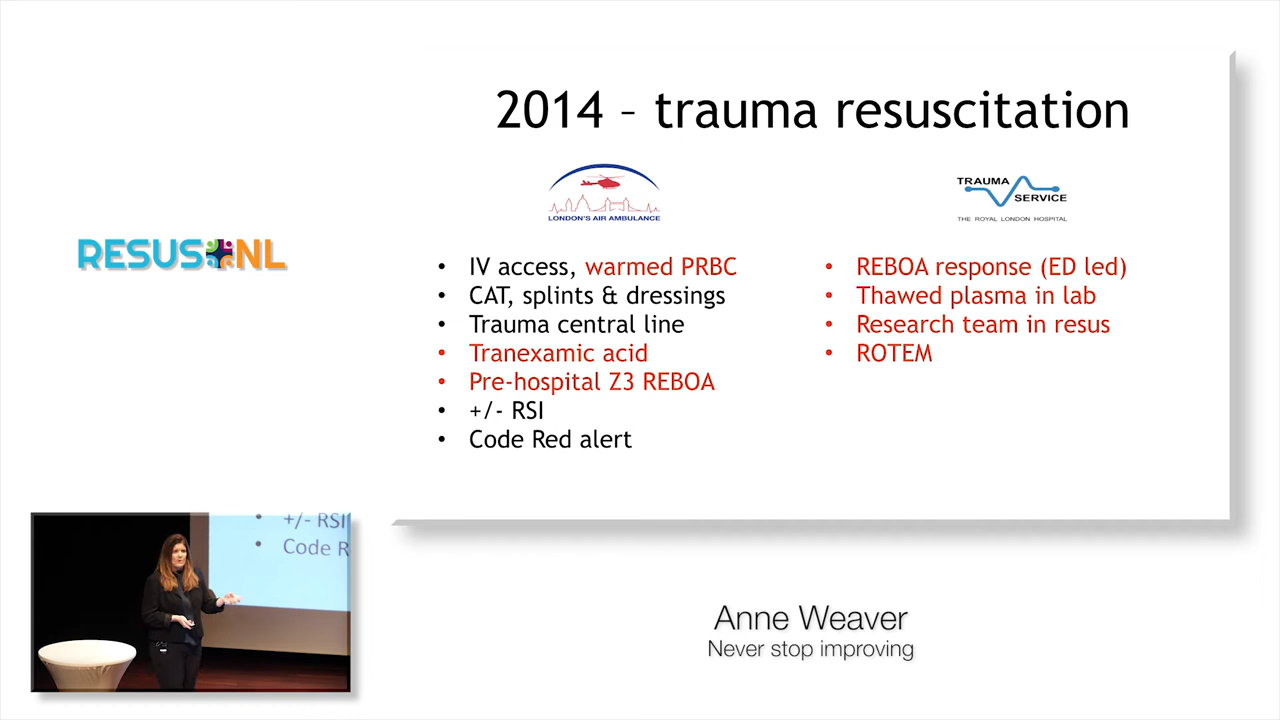 2014 – trauma resuscitation
LONDON'S AIR AMBULANCE
TRAUMA
SERVICE
THE ROYAL LONDON HOSPITAL
RESUS NL
• IV access, warmed PRBC
• CAT, splints & dressings
• Trauma central line
• Tranexamic acid
• Pre-hospital Z3 REBOA
• +/- RSI
• Code Red alert
• REBOA response (ED led)
• Thawed plasma in lab
• Research team in resus
• ROTEM
• +/- RSI
• Code R
Anne Weaver
Never stop improving